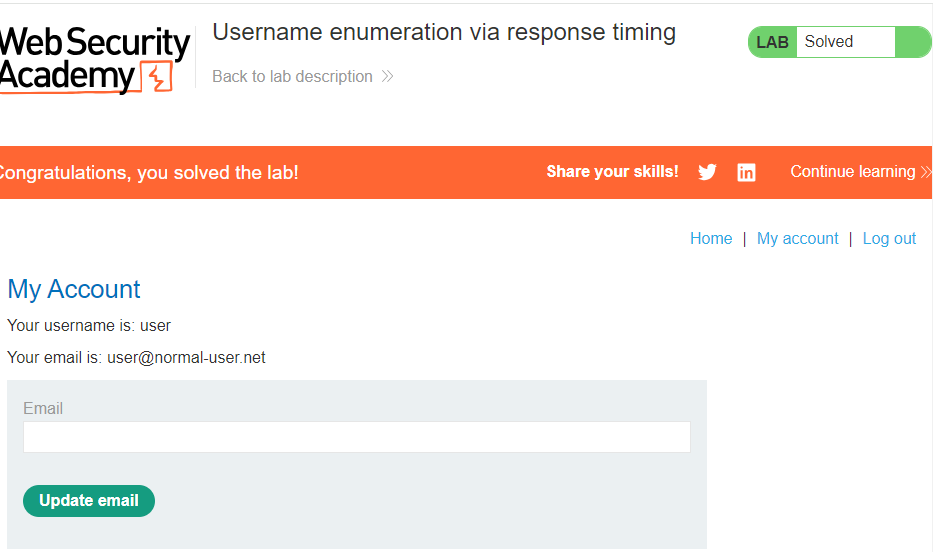 Web Security
Academy
Username enumeration via response timing
Back to lab description
LAB Solved
Congratulations, you solved the lab!
Share your skills!
Continue learning
Home | My account | Log out
My Account
Your username is: user
Your email is: user@normal-user.net
Email
Update email